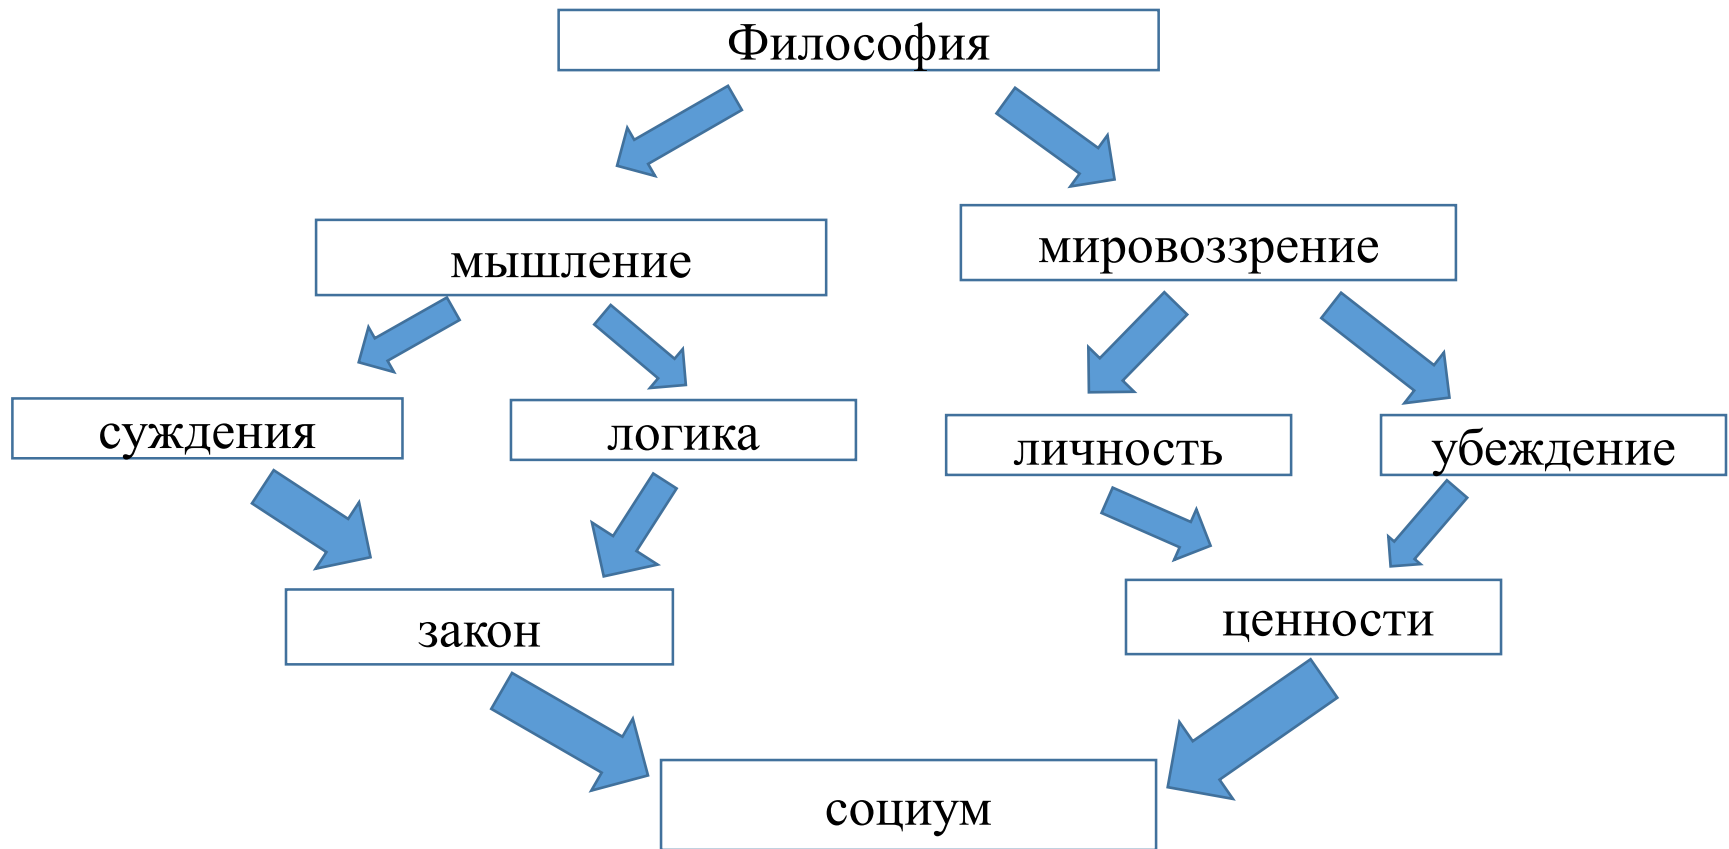 Философия
мышление
мировоззрение
суждения
логика
личность
убеждение
закон
ценности
социум